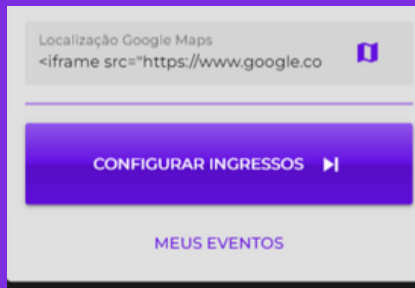 Localização Google Maps
<iframe src="https://www.google.co
CONFIGURAR INGRESSOS
MEUS EVENTOS